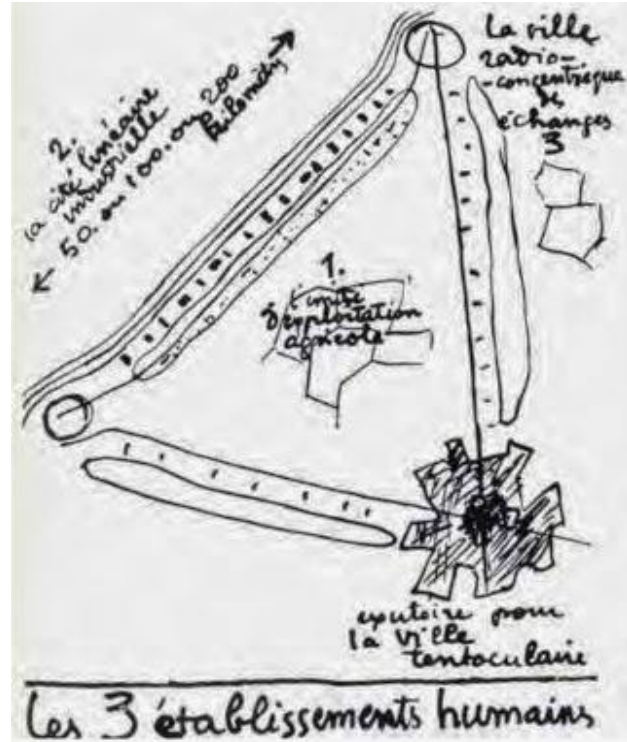 La ville
radio-
-concentrique
de
échanges
3
2.
la cité linéaire
industrielle
50. ou 100. ou 200
kilomètres
1.
l'unité
d'exploitation
agricole
exutoire pour
la ville
tentaculaire
Les 3 établissements humains